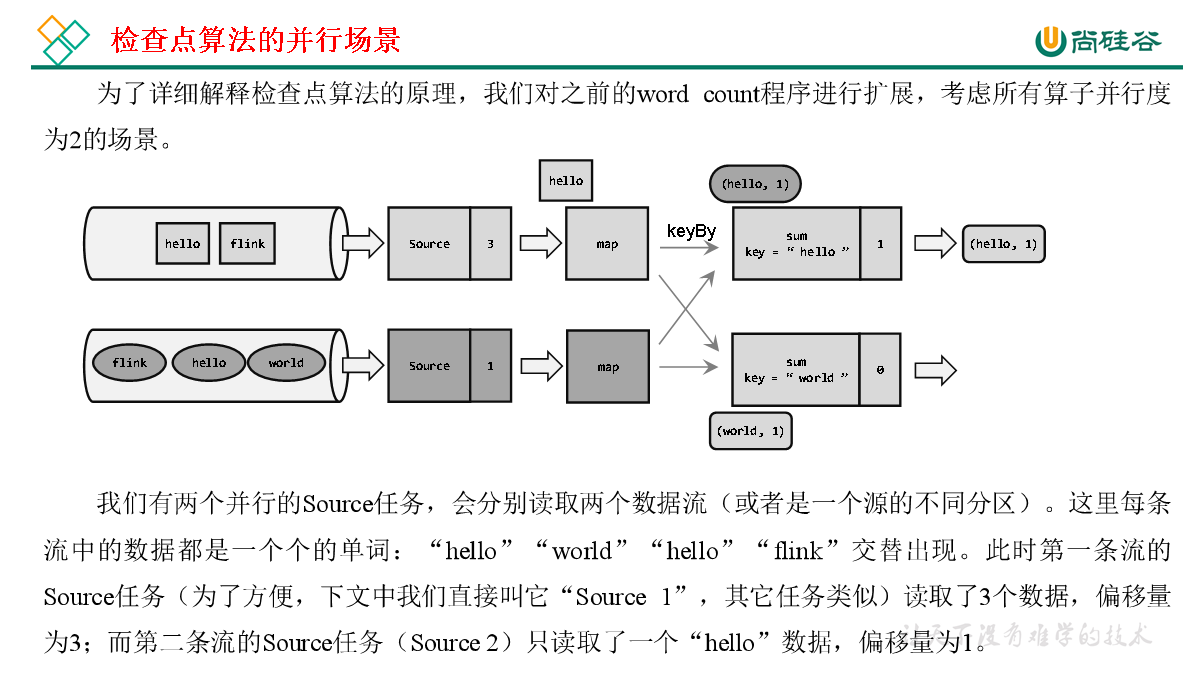 检查点算法的并行场景
尚硅谷
为了详细解释检查点算法的原理，我们对之前的word count程序进行扩展，考虑所有算子并行度
为2的场景。
hello
(hello, 1)
hello
flink
Source
3
map
keyBy
sum
key = “ hello ”
1
(hello, 1)
flink
hello
world
Source
1
map
sum
key = “ world ”
0
(world, 1)
我们有两个并行的Source任务，会分别读取两个数据流（或者是一个源的不同分区）。这里每条
流中的数据都是一个个的单词：“hello”“world”“hello”“flink”交替出现。此时第一条流的
Source任务（为了方便，下文中我们直接叫它“Source 1”，其它任务类似）读取了3个数据，偏移量
为3；而第二条流的Source任务（Source 2）只读取了一个“hello”数据，偏移量为1。
没有难学的技术